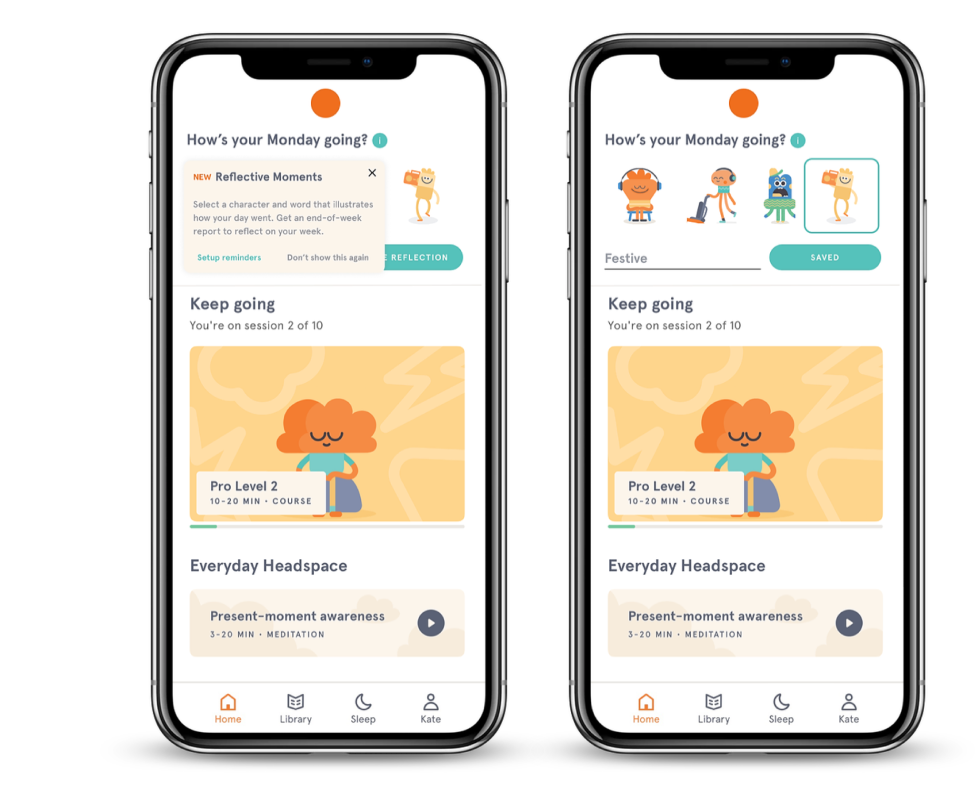 How's your Monday going? i
NEW Reflective Moments
Select a character and word that illustrates
how your day went. Get an end-of-week
report to reflect on your week.
Setup reminders Don't show this again
REFLECTION
Keep going
You're on session 2 of 10
Pro Level 2
10-20 MIN · COURSE
Everyday Headspace
Present-moment awareness
3-20 MIN · MEDITATION
Home Library Sleep Kate
How's your Monday going? i
Festive
SAVED
Keep going
You're on session 2 of 10
Pro Level 2
10-20 MIN · COURSE
Everyday Headspace
Present-moment awareness
3-20 MIN · MEDITATION
Home Library Sleep Kate